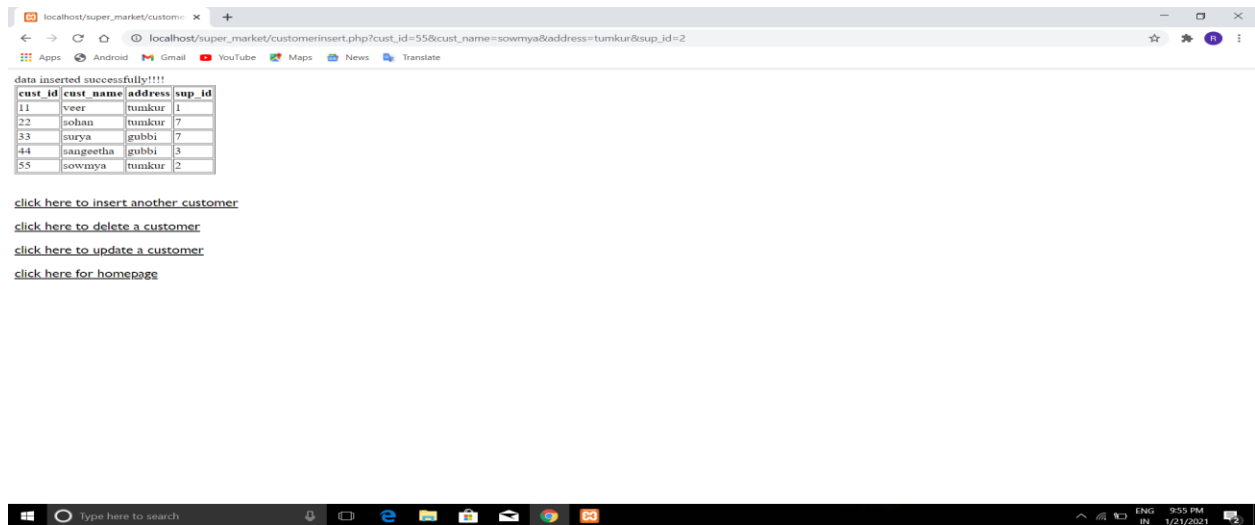 localhost/super_market/custome
localhost/super_market/customerinsert.php?cust_id=55&cust_name=sowmya&address=tumkur&sup_id=2
R
Apps Android Gmail YouTube Maps News Translate
data inserted successfully!!!!
cust_id cust_name address sup_id
11 veer tumkur 1
22 sohan tumkur 7
33 surya gubbi 7
44 sangeetha gubbi 3
55 sowmya tumkur 2
click here to insert another customer
click here to delete a customer
click here to update a customer
click here for homepage
Type here to search
ENG 9:55 PM
IN 1/21/2021
2